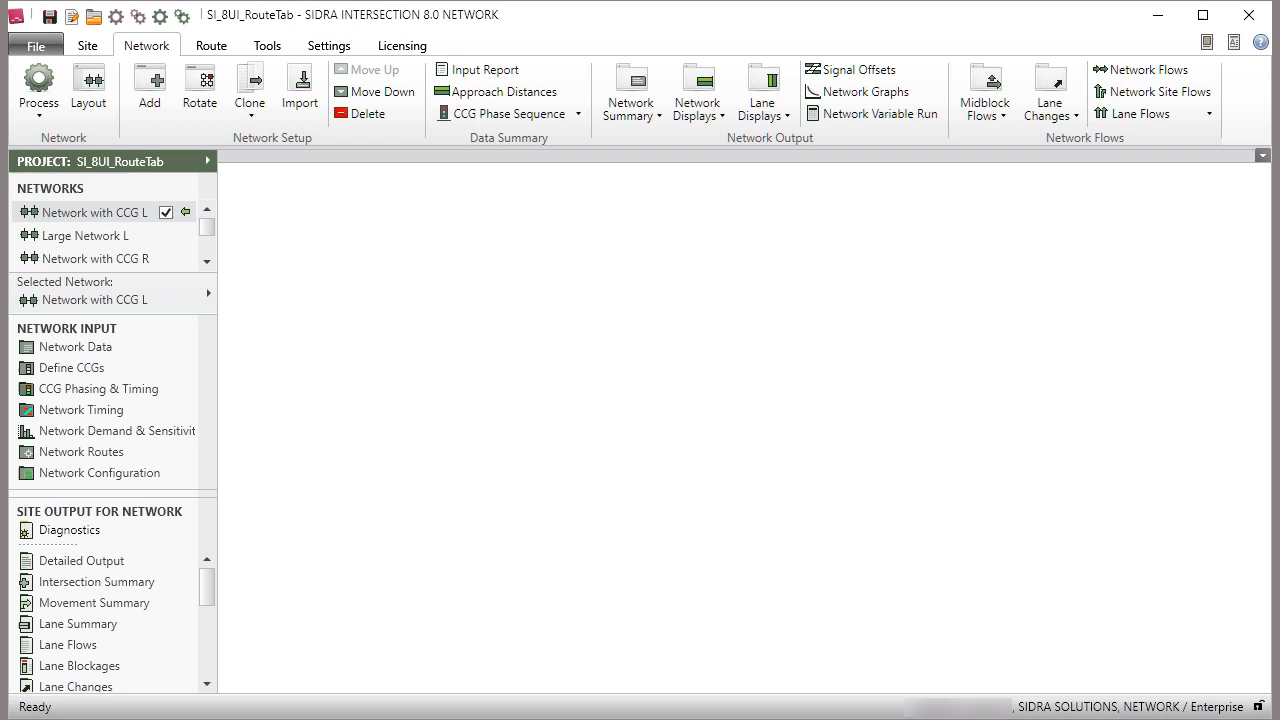 SI_8UI_RouteTab - SIDRA INTERSECTION 8.0 NETWORK
File Site Network Route Tools Settings Licensing
Process Layout Add Rotate Clone Import
Move Up
Move Down
Delete
Input Report
Approach Distances
CCG Phase Sequence
Network Summary
Network Displays
Lane Displays
Signal Offsets
Network Graphs
Network Variable Run
Midblock Flows
Lane Changes
Network Flows
Network Site Flows
Lane Flows
Network Network Setup Data Summary Network Output Network Flows
PROJECT: SI_8UI_RouteTab
NETWORKS
Network with CCG L
Large Network L
Network with CCG R
Selected Network:
Network with CCG L
NETWORK INPUT
Network Data
Define CCGs
CCG Phasing & Timing
Network Timing
Network Demand & Sensitivit
Network Routes
Network Configuration
SITE OUTPUT FOR NETWORK
Diagnostics
Detailed Output
Intersection Summary
Movement Summary
Lane Summary
Lane Flows
Lane Blockages
Lane Changes
Ready
, SIDRA SOLUTIONS, NETWORK / Enterprise